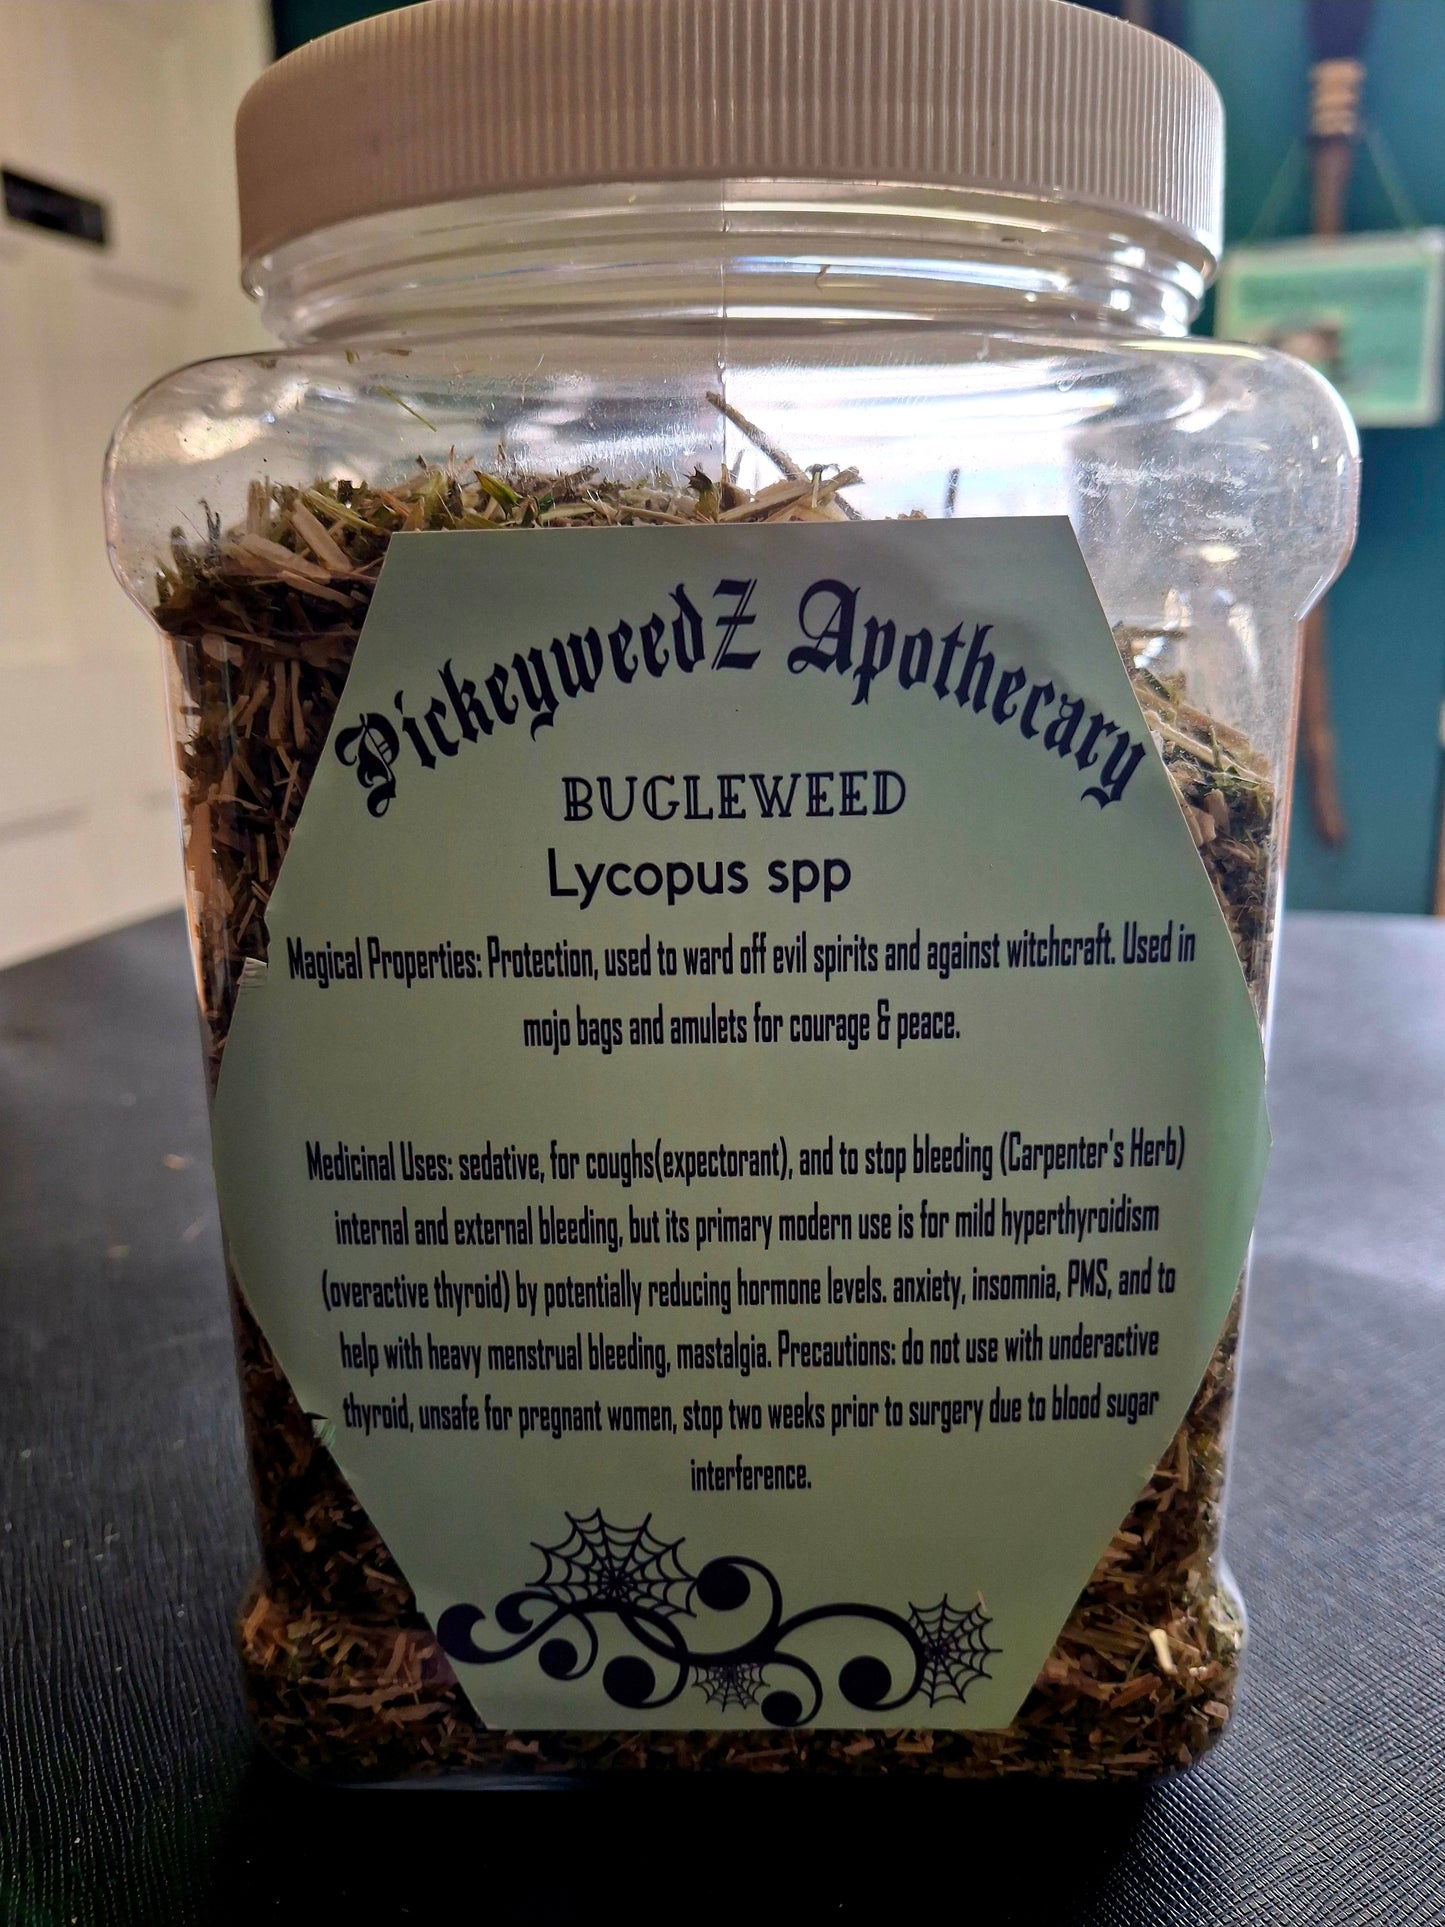 PickeyweedZ Apothecary
BUGLEWEED
Lycopus spp
Magical Properties: Protection, used to ward off evil spirits and against witchcraft. Used in
mojo bags and amulets for courage & peace.
Medicinal Uses: sedative, for coughs(expectorant), and to stop bleeding (Carpenter's Herb)
internal and external bleeding, but its primary modern use is for mild hyperthyroidism
(overactive thyroid) by potentially reducing hormone levels. anxiety, insomnia, PMS, and to
help with heavy menstrual bleeding, mastalgia. Precautions: do not use with underactive
thyroid, unsafe for pregnant women, stop two weeks prior to surgery due to blood sugar
interference.